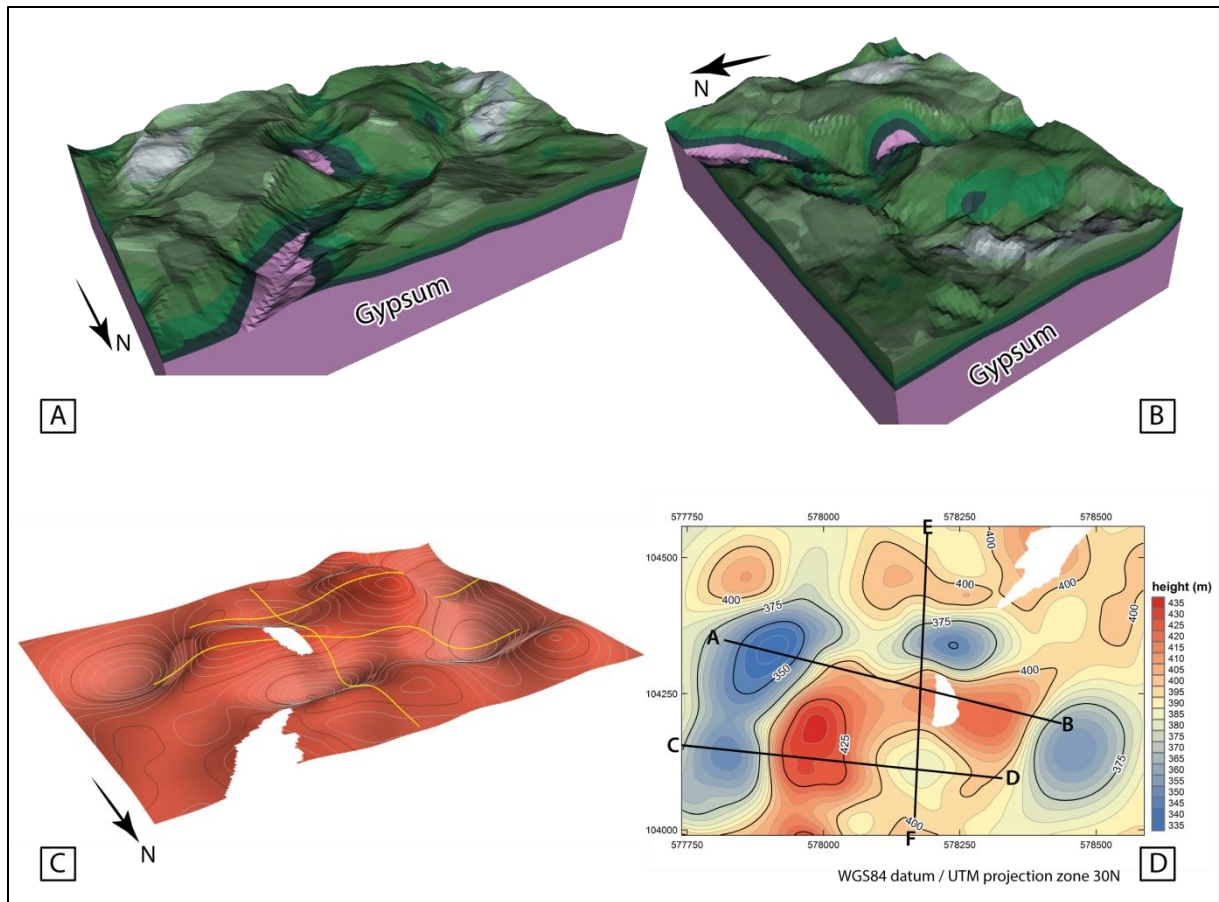 N
Gypsum
A
N
Gypsum
B
N
C
577750 578000 578250 578500
104500
104250
104000
E
400
400
400
400
400
375
375
A
350
B
C
425
375
D
400
F
height (m)
435
430
425
420
415
410
405
400
395
390
385
380
375
370
365
360
355
350
345
340
335
577750 578000 578250 578500
WGS84 datum / UTM projection zone 30N
D